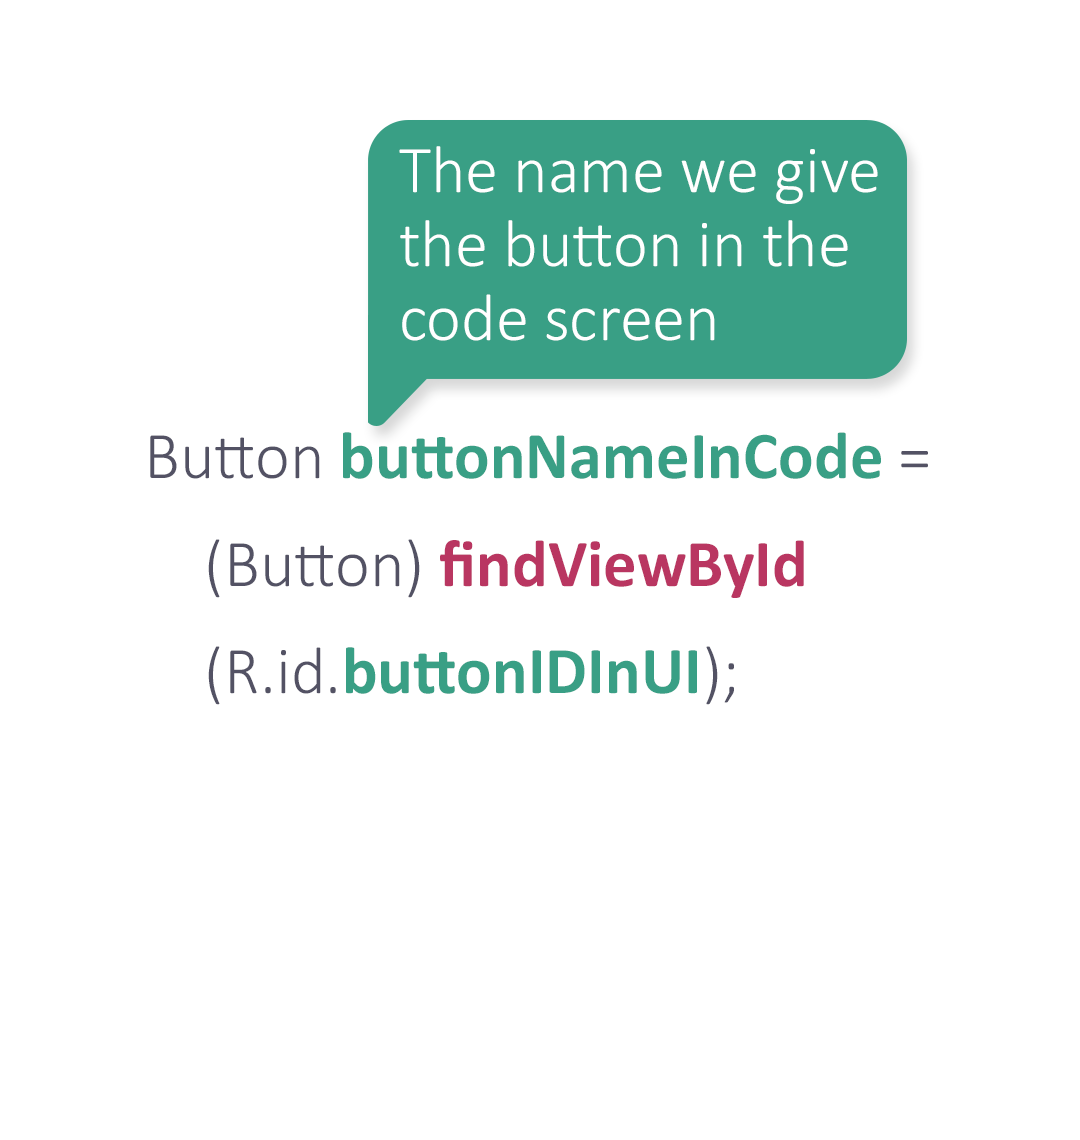 The name we give
the button in the
code screen
Button buttonNameInCode =
(Button) findViewById
(R.id.buttonIDInUI);